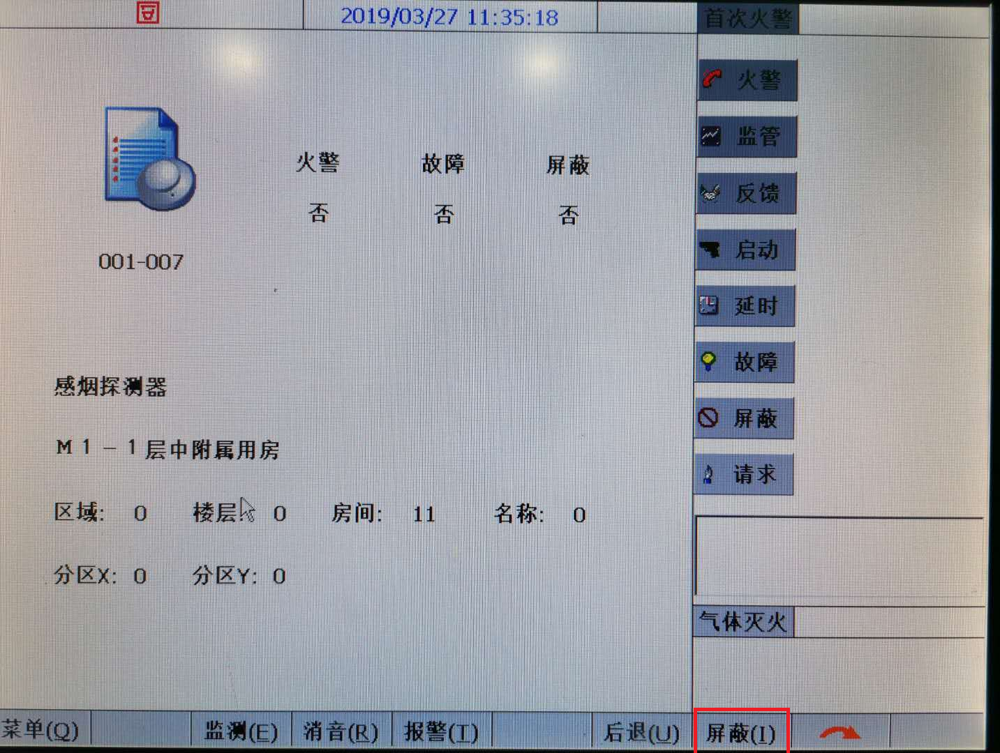 2019/03/27 11:35:18
首次火警
火警
监管
反馈
启动
延时
故障
屏蔽
请求
火警 故障 屏蔽
否 否 否
001-007
感烟探测器
M1-1层中附属用房
区域: 0 楼层: 0 房间: 11 名称: 0
分区X: 0 分区Y: 0
气体灭火
菜单(Q) 监测(E) 消音(R) 报警(T) 后退(U) 屏蔽(I)